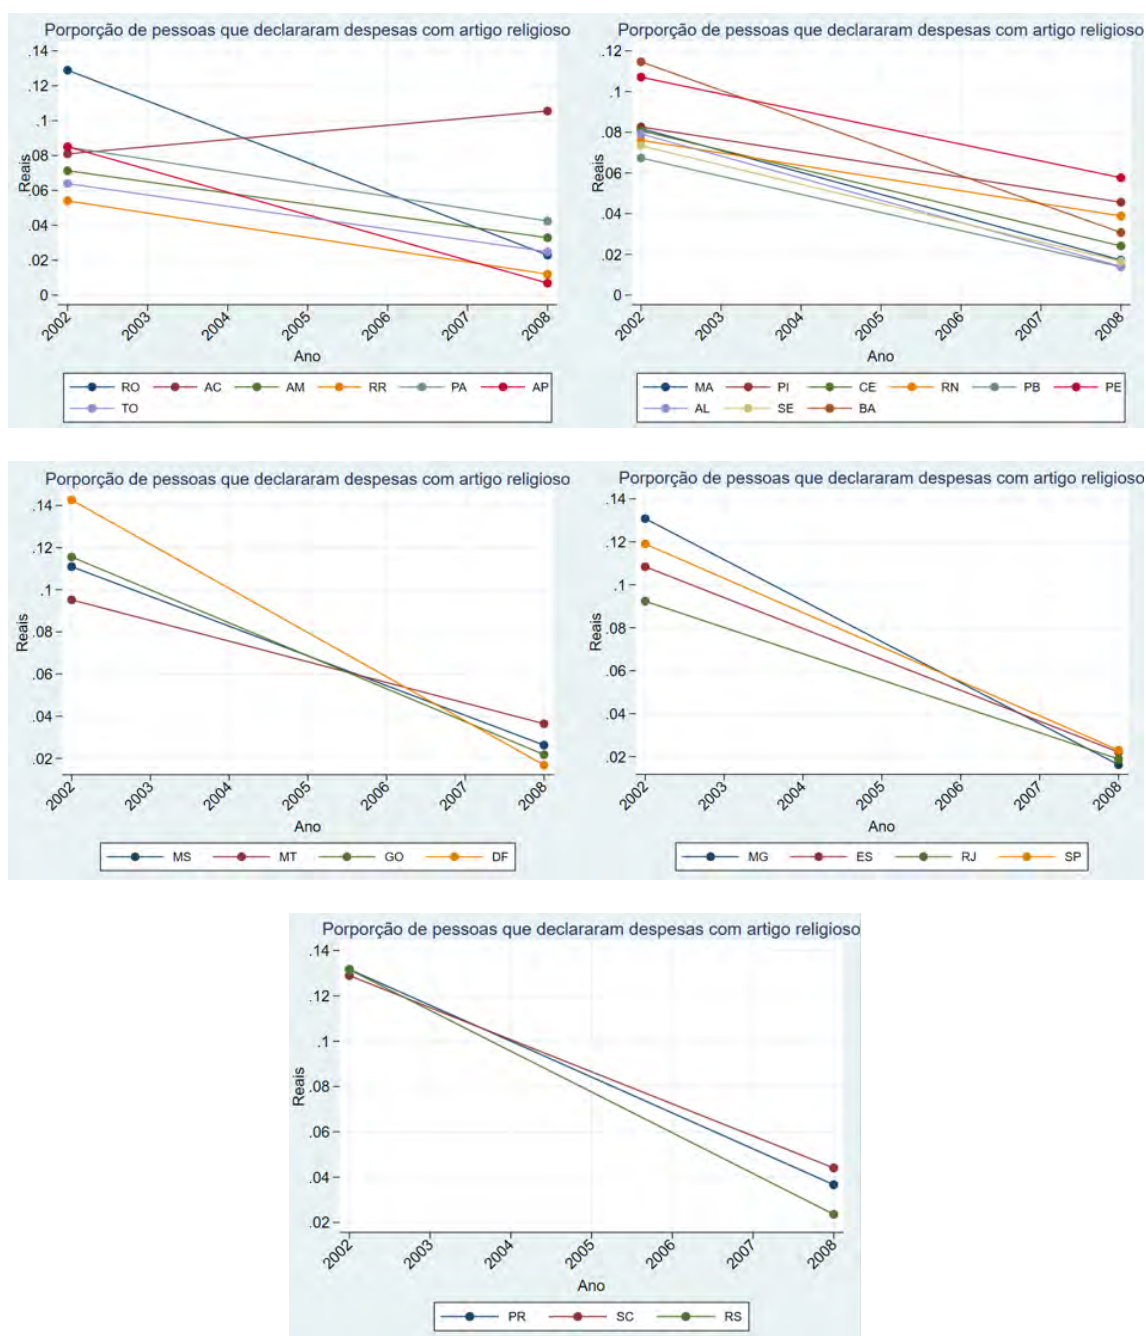 Porporção de pessoas que declararam despesas com artigo religioso
.14
.12
.1
.08
.06
.04
.02
0
Reais
2002 2003 2004 2005 2006 2007 2008
Ano
RO AC AM RR PA AP
TO
Porporção de pessoas que declararam despesas com artigo religioso
.12
.1
.08
.06
.04
.02
0
Reais
2002 2003 2004 2005 2006 2007 2008
Ano
MA PI CE RN PB PE
AL SE BA
Porporção de pessoas que declararam despesas com artigo religioso
.14
.12
.1
.08
.06
.04
.02
Reais
2002 2003 2004 2005 2006 2007 2008
Ano
MS MT GO DF
Porporção de pessoas que declararam despesas com artigo religioso
.14
.12
.1
.08
.06
.04
.02
Reais
2002 2003 2004 2005 2006 2007 2008
Ano
MG ES RJ SP
Porporção de pessoas que declararam despesas com artigo religioso
.14
.12
.1
.08
.06
.04
.02
Reais
2002 2003 2004 2005 2006 2007 2008
Ano
PR SC RS